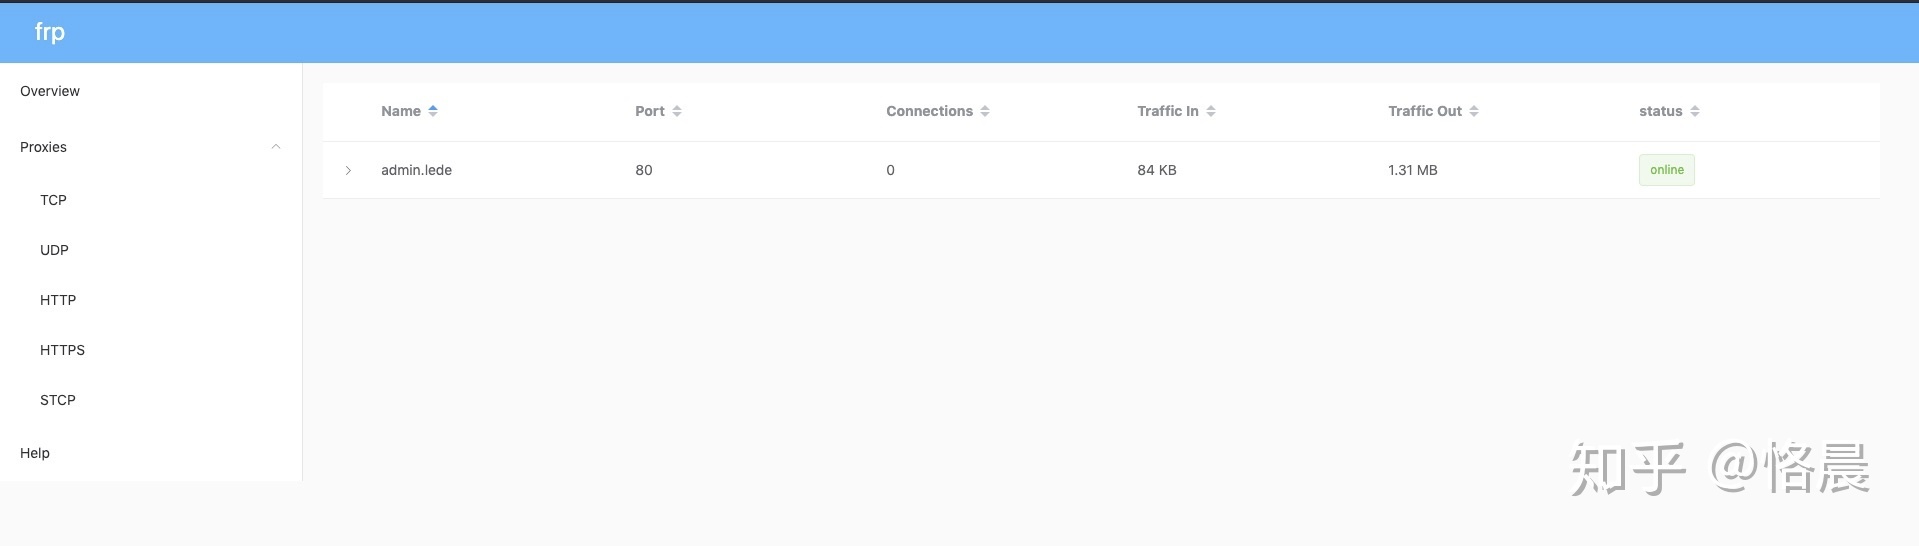 frp
Overview
Proxies
TCP
UDP
HTTP
HTTPS
STCP
Help
Name Port Connections Traffic In Traffic Out status
admin.lede 80 0 84 KB 1.31 MB online
知乎 @恪晨